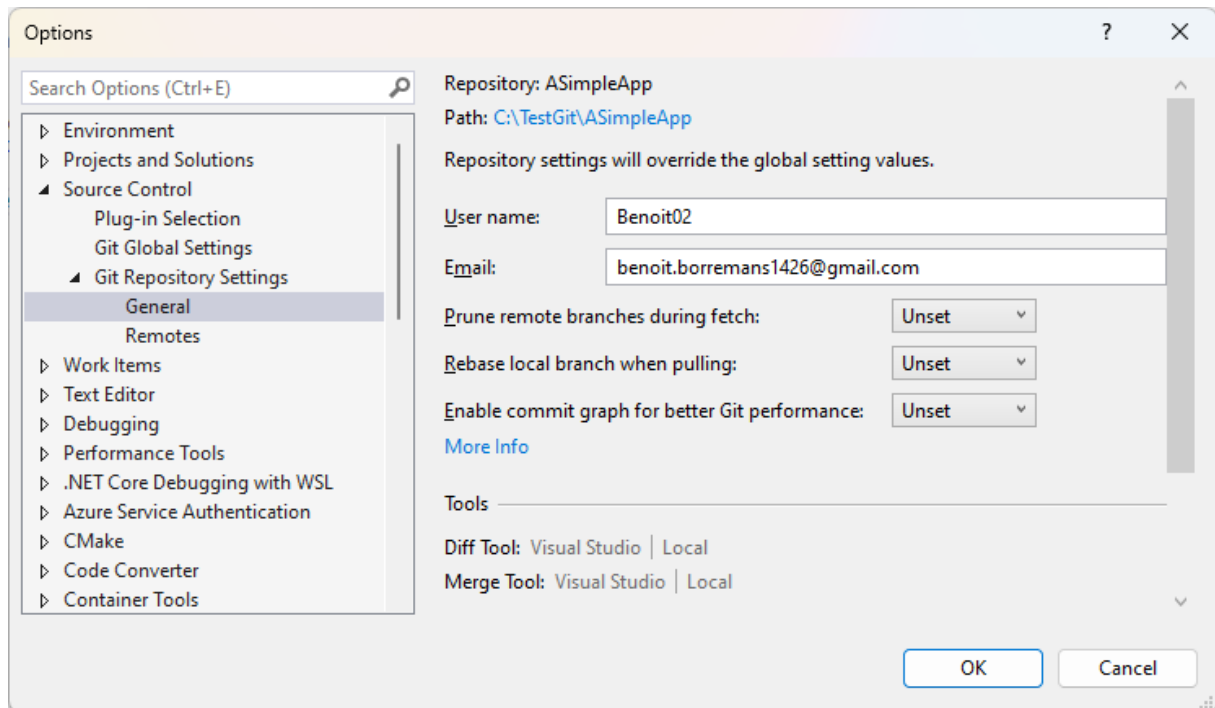 Options
?
Search Options (Ctrl+E)
Environment
Projects and Solutions
Source Control
Plug-in Selection
Git Global Settings
Git Repository Settings
General
Remotes
Work Items
Text Editor
Debugging
Performance Tools
.NET Core Debugging with WSL
Azure Service Authentication
CMake
Code Converter
Container Tools
Repository: ASimpleApp
Path: C:\TestGit\ASimpleApp
Repository settings will override the global setting values.
User name: Benoit02
Email: benoit.borremans1426@gmail.com
Prune remote branches during fetch: Unset
Rebase local branch when pulling: Unset
Enable commit graph for better Git performance: Unset
More Info
Tools
Diff Tool: Visual Studio | Local
Merge Tool: Visual Studio | Local
OK Cancel